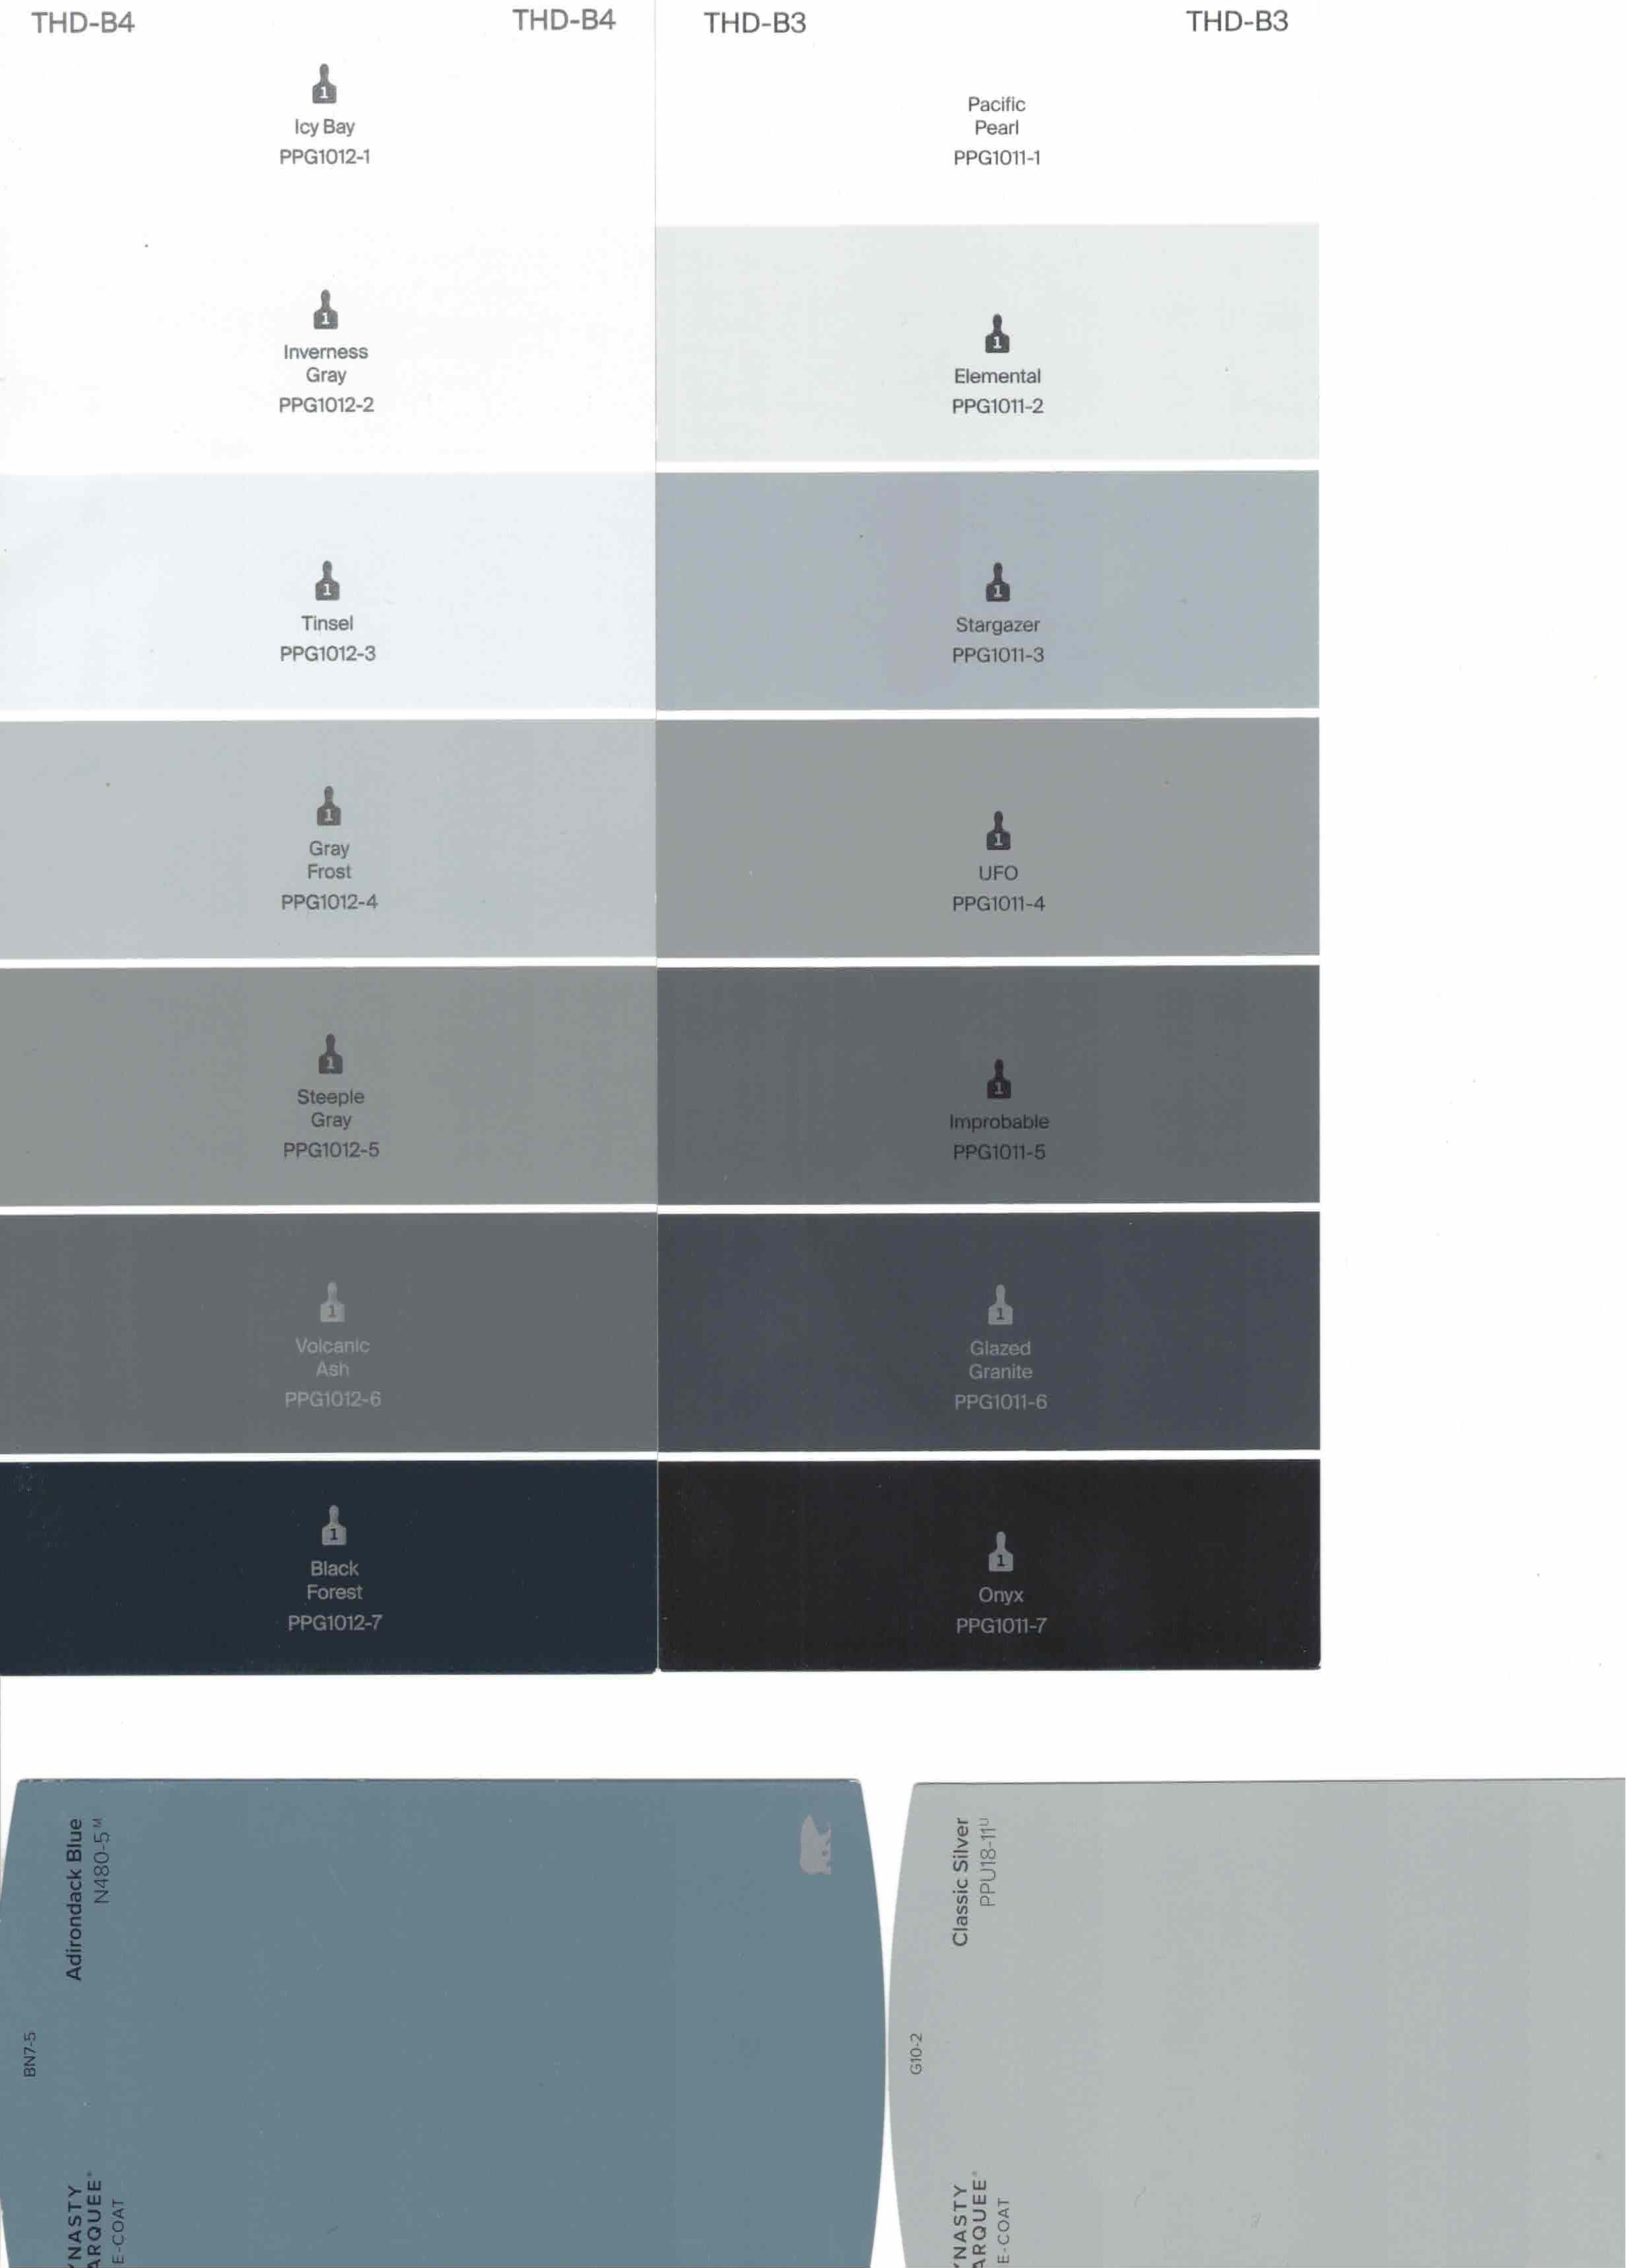 THD-B4
THD-B4
1
Icy Bay
PPG1012-1
1
Inverness
Gray
PPG1012-2
1
Tinsel
PPG1012-3
1
Gray
Frost
PPG1012-4
1
Steeple
Gray
PPG1012-5
1
Volcanic
Ash
PPG1012-6
1
Black
Forest
PPG1012-7
THD-B3
THD-B3
Pacific
Pearl
PPG1011-1
1
Elemental
PPG1011-2
1
Stargazer
PPG1011-3
1
UFO
PPG1011-4
1
Improbable
PPG1011-5
1
Glazed
Granite
PPG1011-6
1
Onyx
PPG1011-7
BN7-5
Adirondack Blue
N480-5ᴹ
YNASTY
ARQUEE®
E-COAT
G10-2
Classic Silver
PPU18-11ᵁ
YNASTY
ARQUEE®
E-COAT